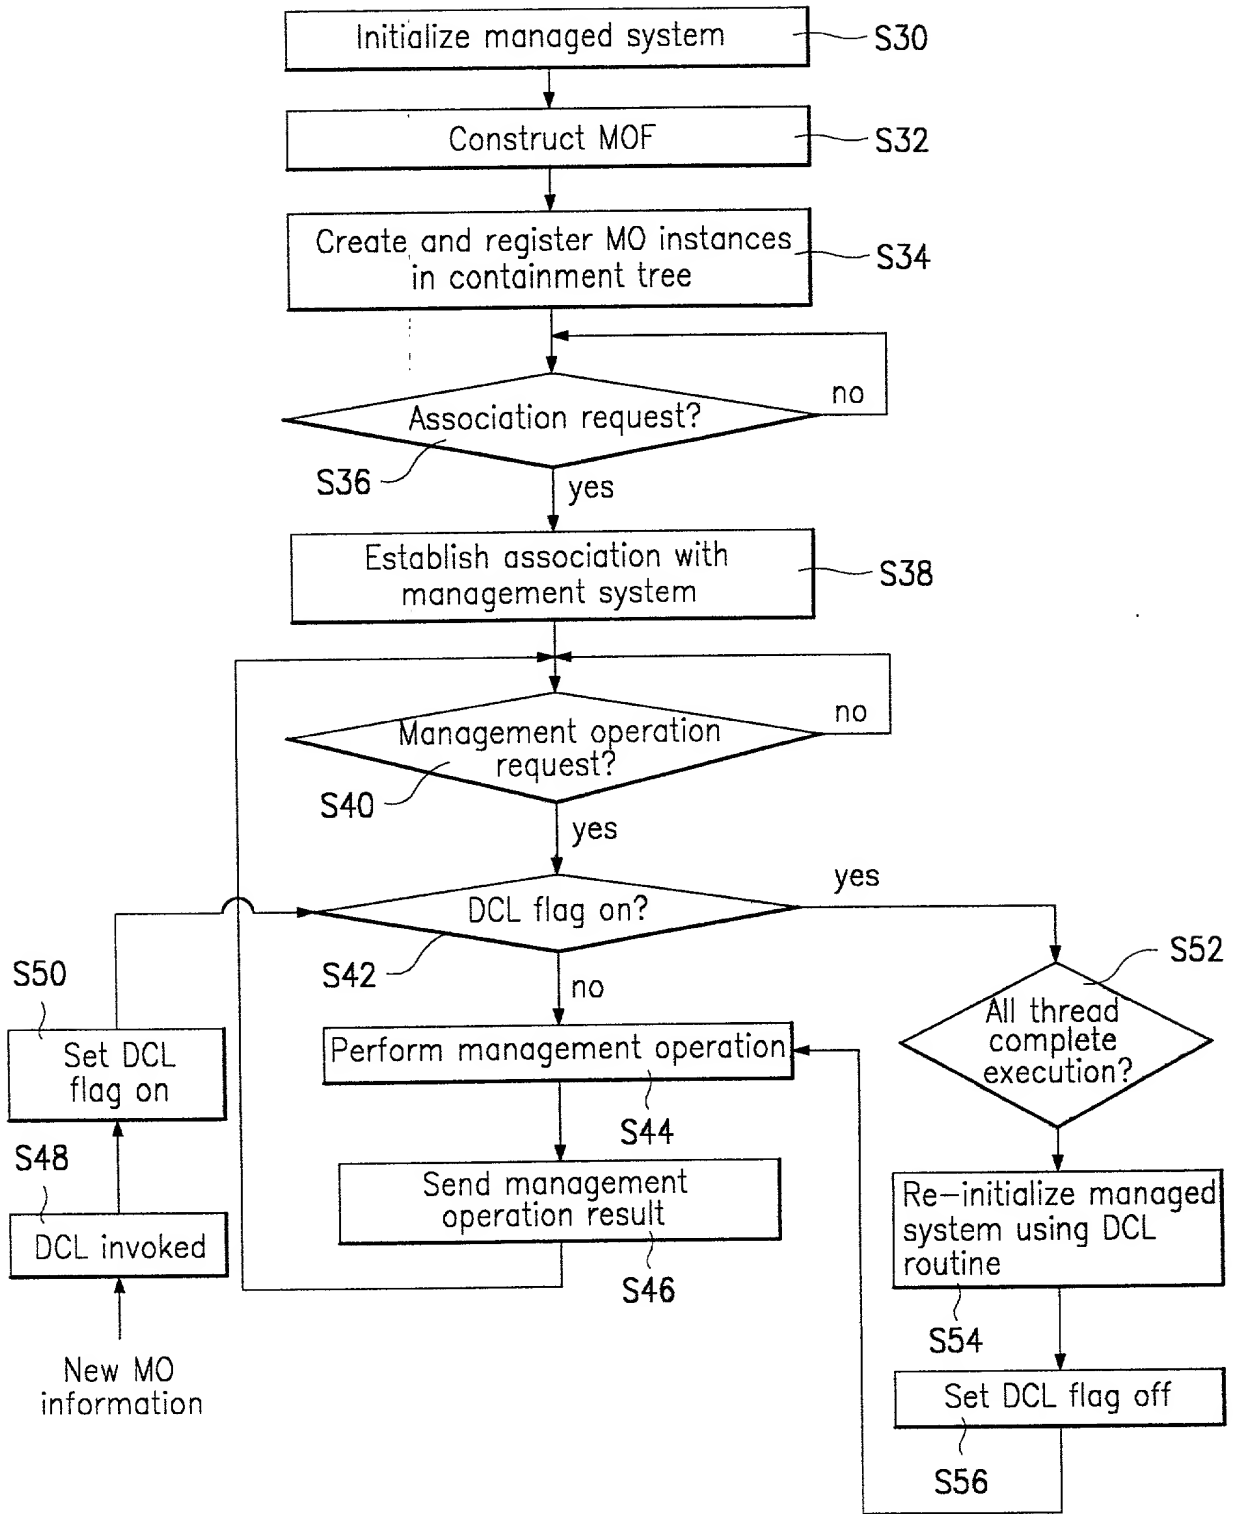 Initialize managed system
S30
Construct MOF
S32
Create and register MO instances
in containment tree
S34
no
Association request?
S36
yes
Establish association with
management system
S38
no
Management operation
request?
S40
yes
yes
DCL flag on?
S42
S52
S50
no
All thread
complete
execution?
Set DCL
flag on
Perform management operation
S44
S48
Send management
operation result
Re-initialize managed
system using DCL
routine
DCL invoked
S46
S54
New MO
information
Set DCL flag off
S56